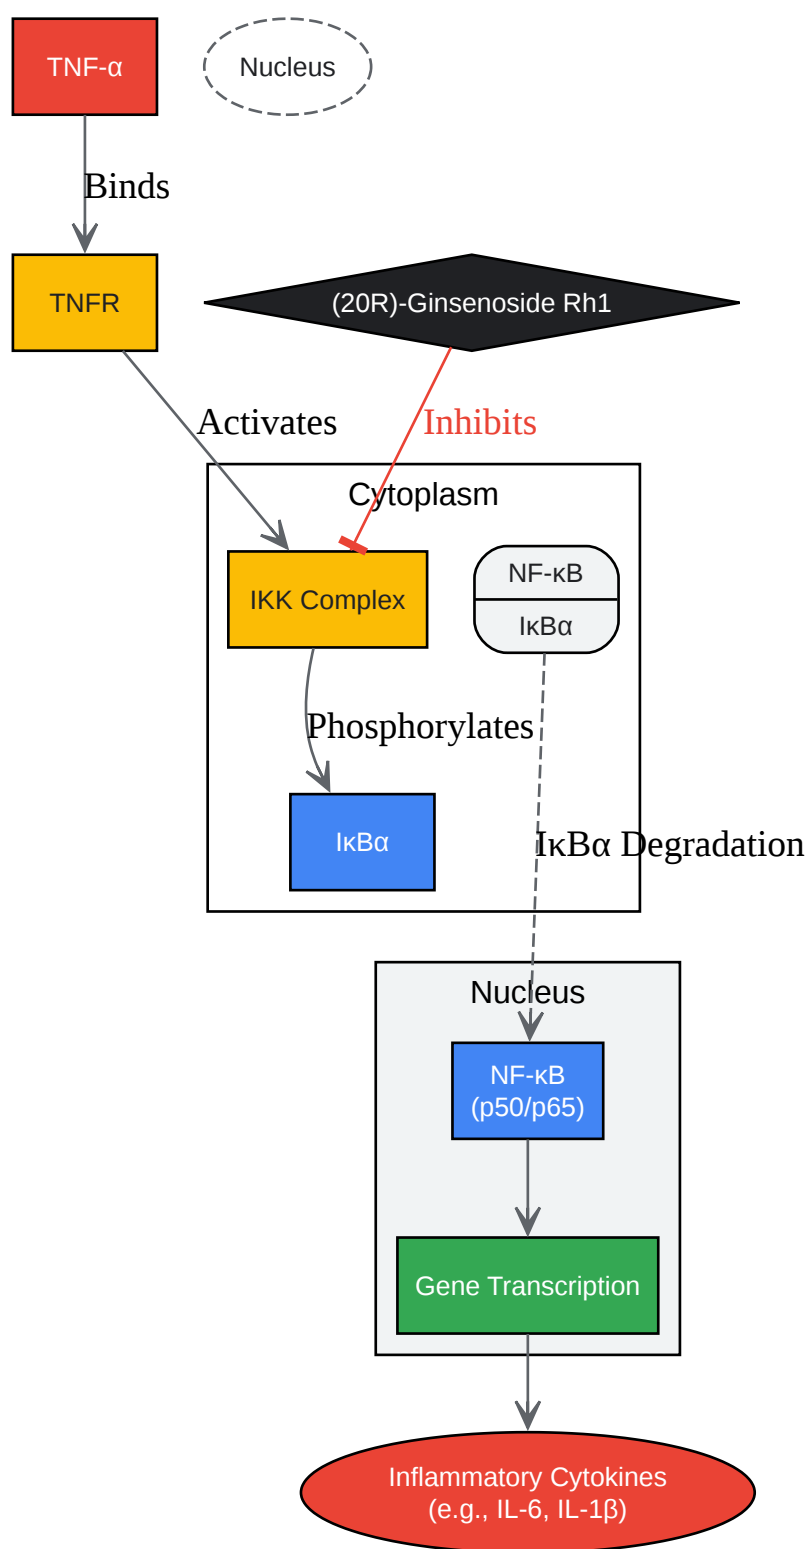 TNF-α
Nucleus
Binds
TNFR
(20R)-Ginsenoside Rh1
Activates
Inhibits
Cytoplasm
IKK Complex
NF-κB
IκBα
Phosphorylates
IκBα
IκBα Degradation
Nucleus
NF-κB
(p50/p65)
Gene Transcription
Inflammatory Cytokines
(e.g., IL-6, IL-1β)